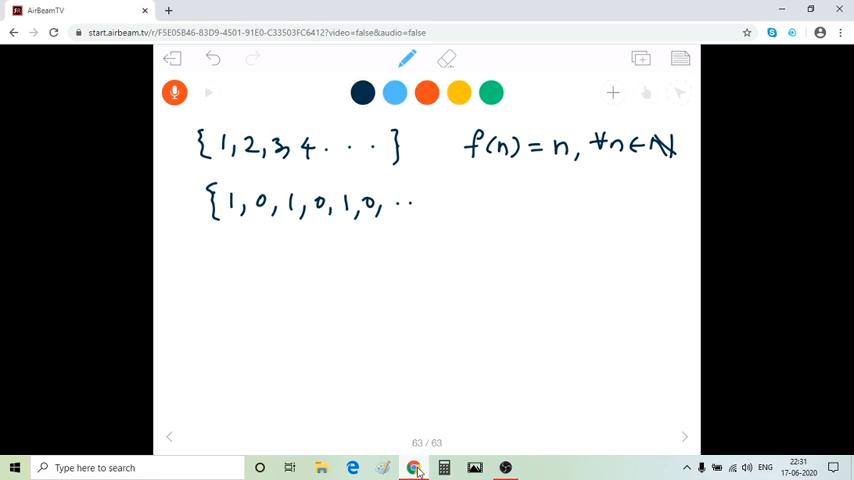 AirBeamTV
start.airbeam.tv/r/F5E05B46-83D9-4501-91E0-C33503FC6412?video=false&audio=false
{1, 2, 3, 4 . . . } f(n) = n, ∀n ∈ ℕ
{1, 0, 1, 0, 1, 0, ..
63 / 63
Type here to search
ENG
22:31
17-06-2020